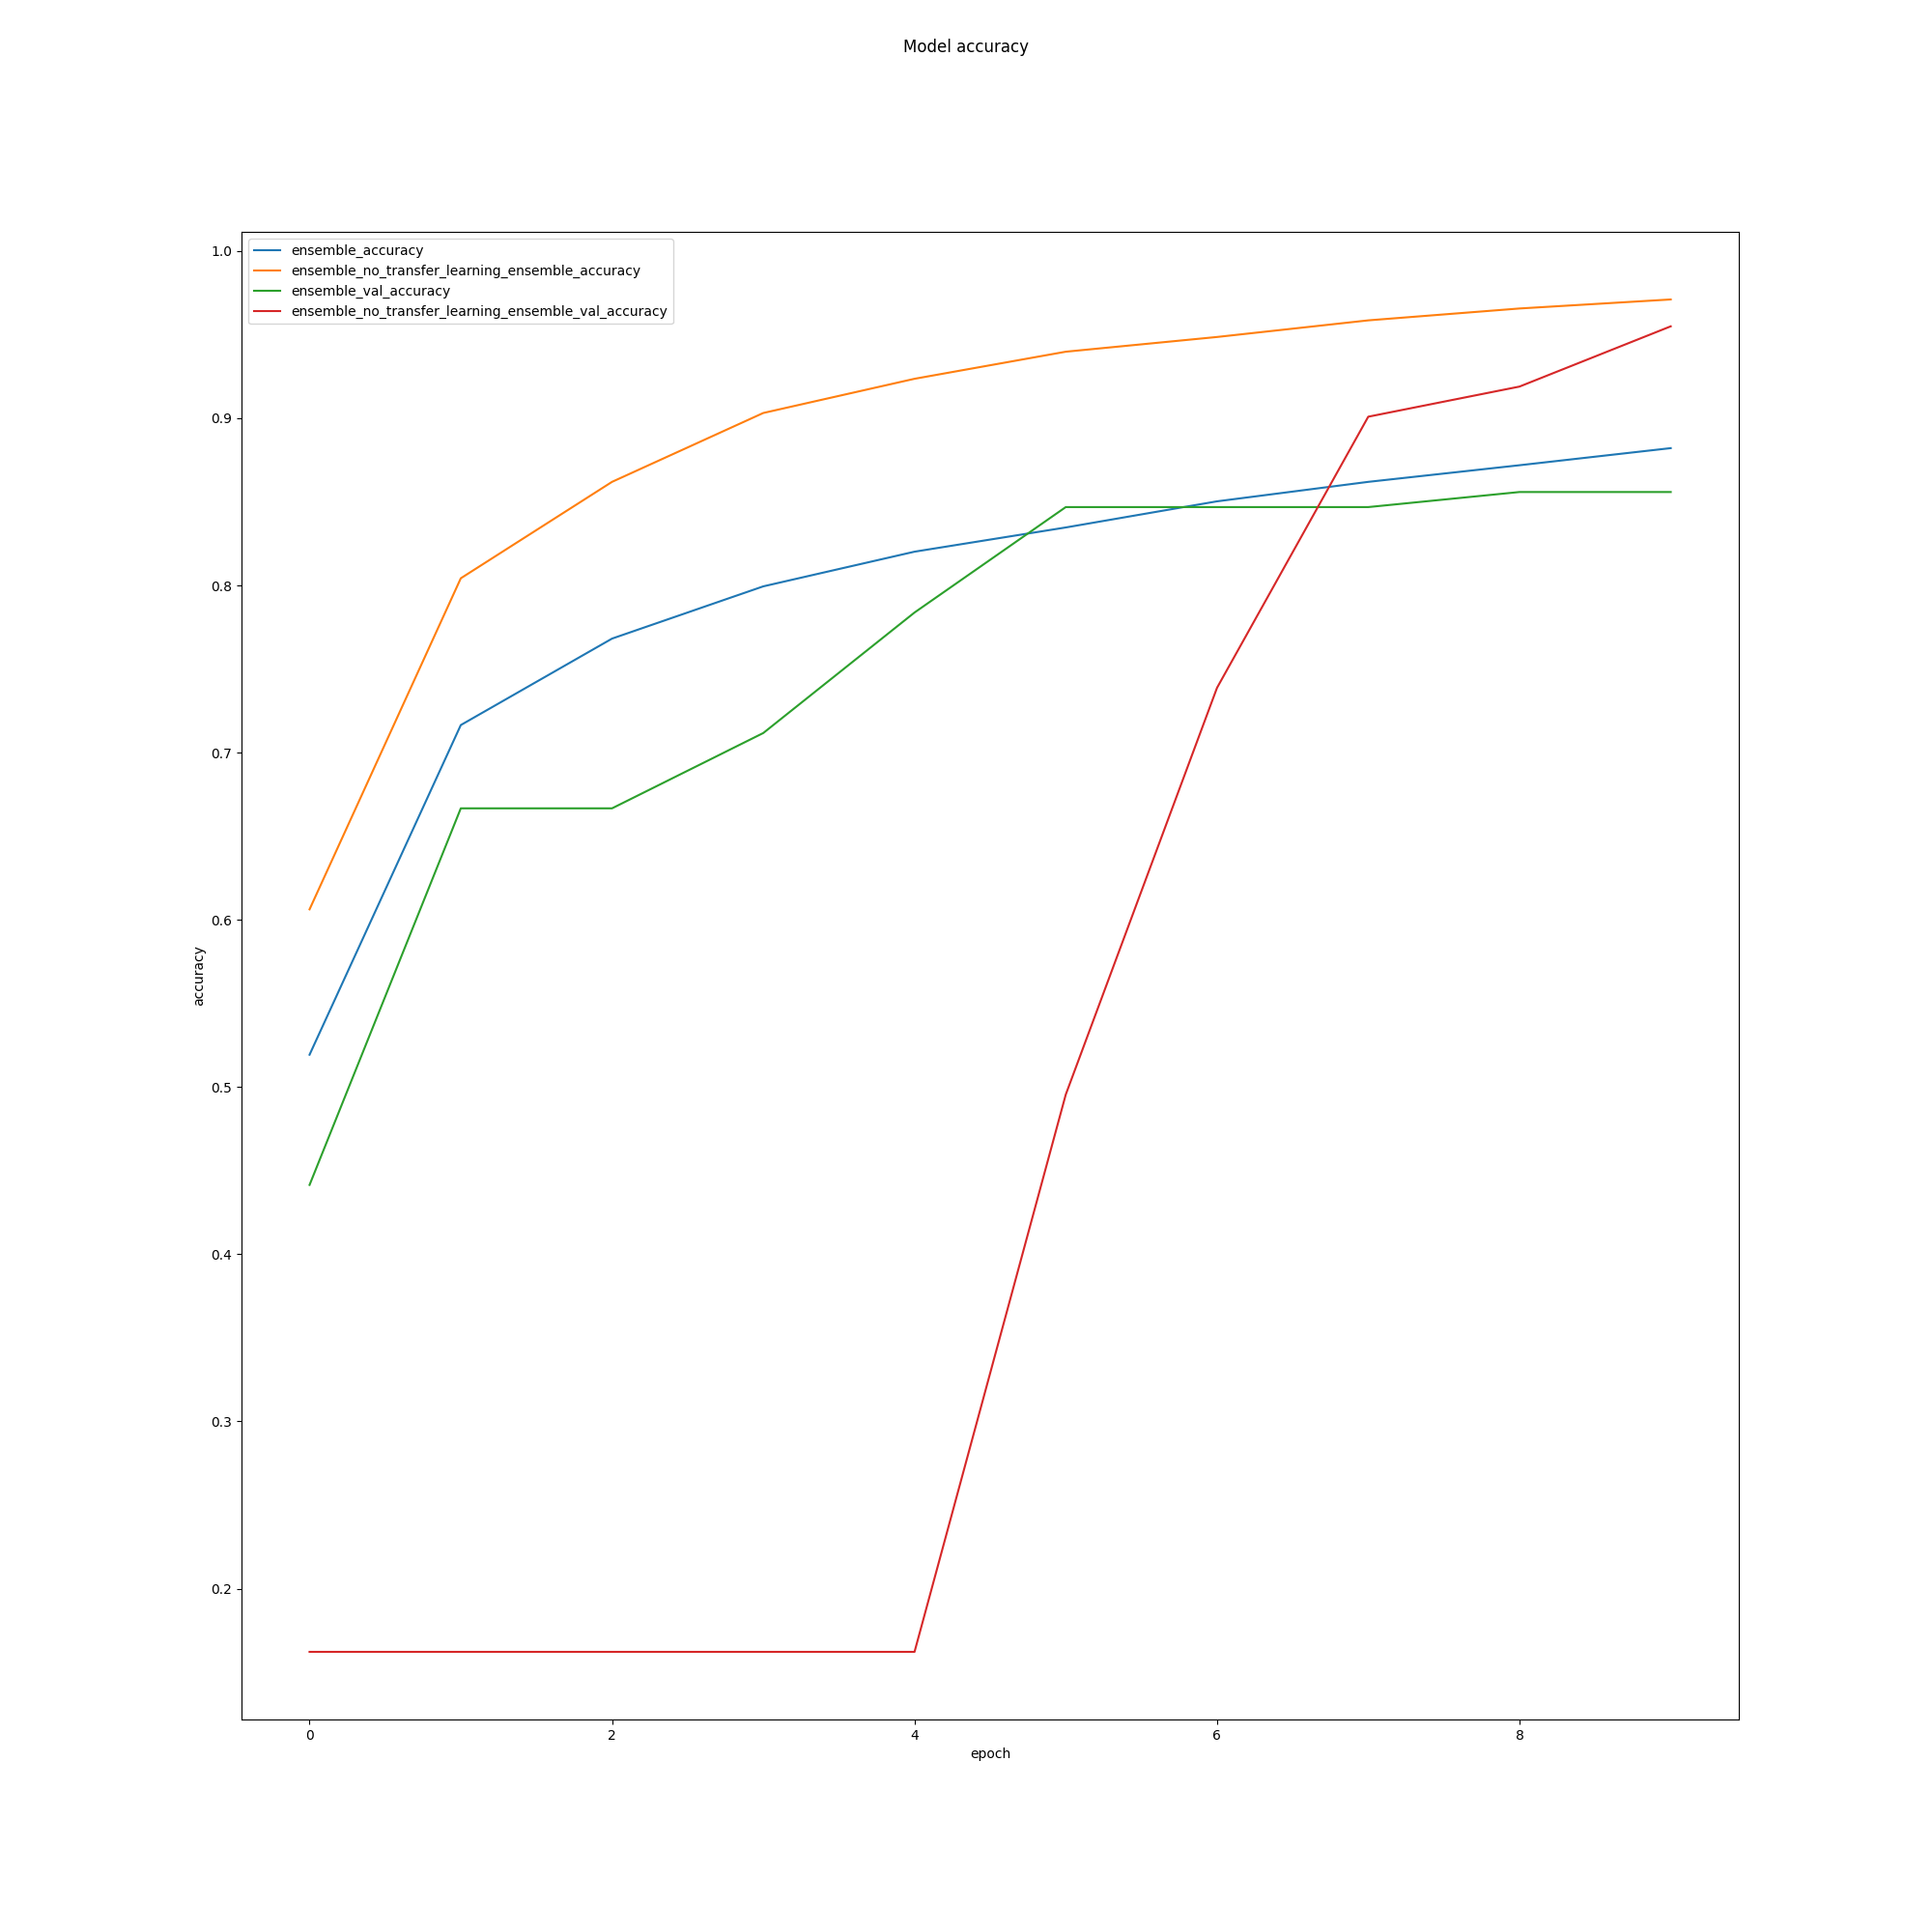 Model accuracy
ensemble_accuracy
ensemble_no_transfer_learning_ensemble_accuracy
ensemble_val_accuracy
ensemble_no_transfer_learning_ensemble_val_accuracy
1.0
0.9
0.8
0.7
0.6
0.5
0.4
0.3
0.2
accuracy
0 2 4 6 8
epoch